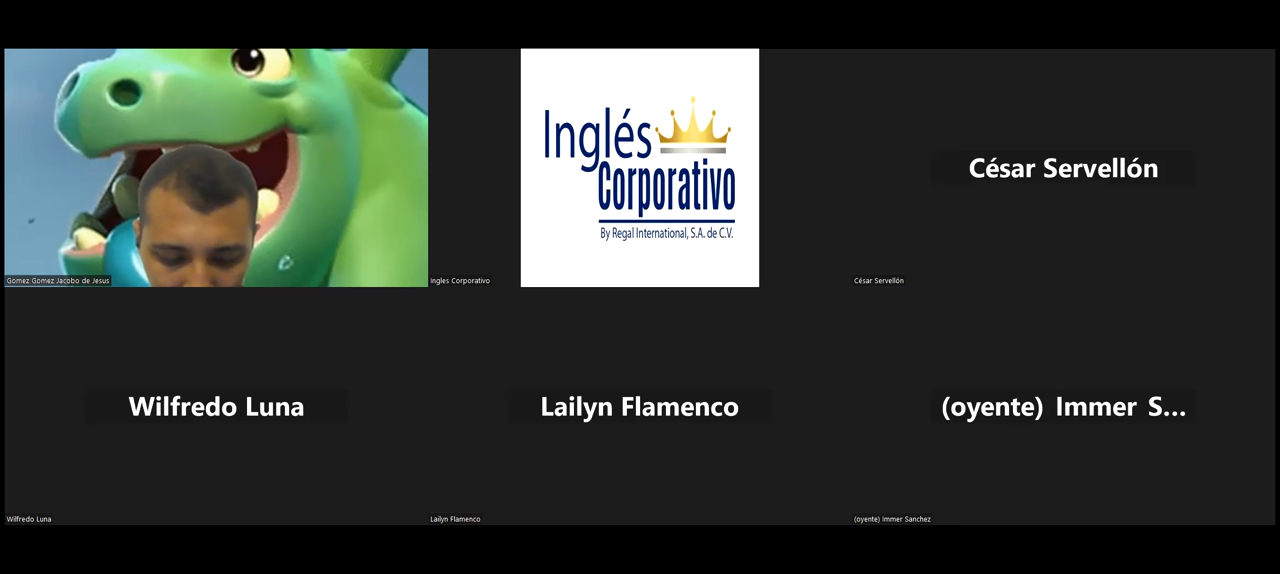 Gomez Gomez Jacobo de Jesus
Inglés
Corporativo
By Regal International, S.A. de C.V.
Ingles Corporativo
César Servellón
César Servellón
Wilfredo Luna
Wilfredo Luna
Lailyn Flamenco
Lailyn Flamenco
(oyente) Immer S...
(oyente) Immer Sanchez